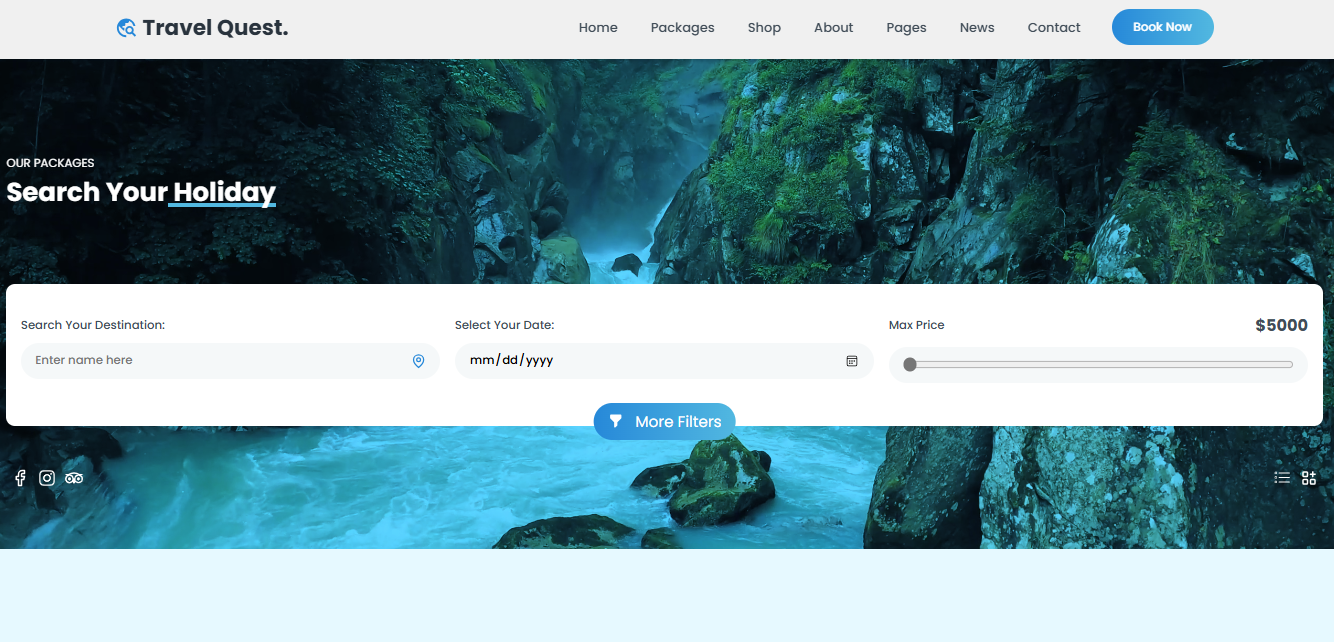 Travel Quest.
Home Packages Shop About Pages News Contact Book Now
OUR PACKAGES
Search Your Holiday
Search Your Destination: Select Your Date: Max Price $5000
Enter name here mm/dd/yyyy
More Filters